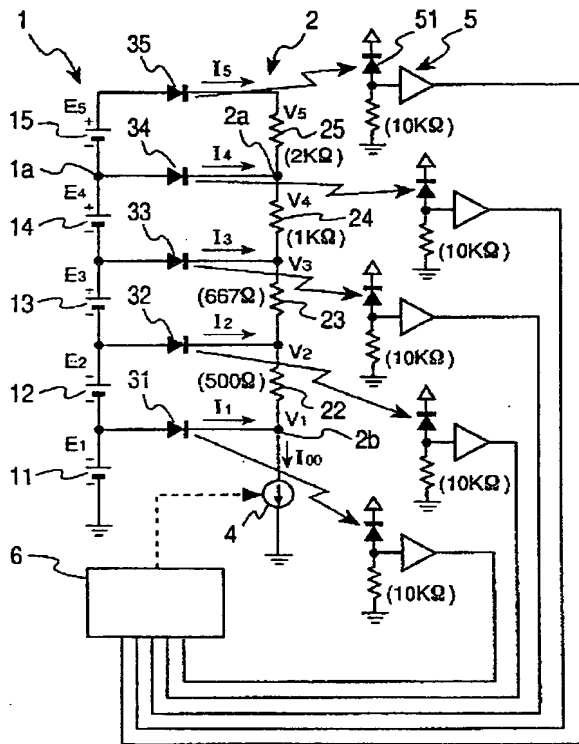 1
2
51
5
35
I5
E5
+
-
15
V5
25
(2KΩ)
(10KΩ)
1a
34
I4
2a
E4
+
-
14
V4
24
(1KΩ)
(10KΩ)
33
I3
V3
E3
+
-
13
(667Ω)
23
(10KΩ)
32
I2
V2
E2
+
-
12
(500Ω)
22
(10KΩ)
31
I1
V1
2b
E1
+
-
11
I00
4
(10KΩ)
6